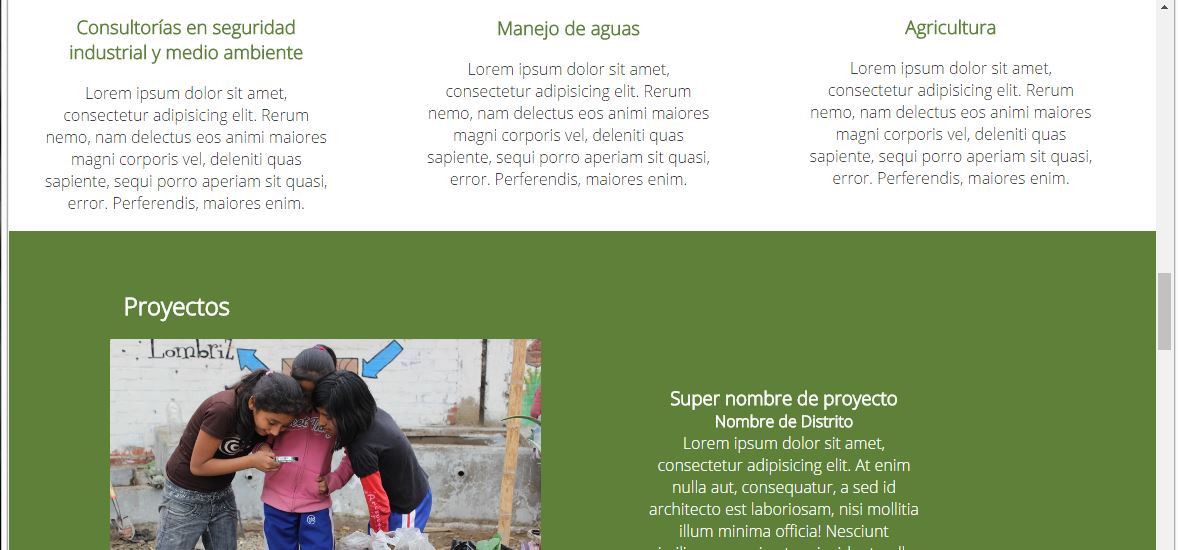 Consultorías en seguridad
industrial y medio ambiente
Lorem ipsum dolor sit amet,
consectetur adipisicing elit. Rerum
nemo, nam delectus eos animi maiores
magni corporis vel, deleniti quas
sapiente, sequi porro aperiam sit quasi,
error. Perferendis, maiores enim.
Manejo de aguas
Lorem ipsum dolor sit amet,
consectetur adipisicing elit. Rerum
nemo, nam delectus eos animi maiores
magni corporis vel, deleniti quas
sapiente, sequi porro aperiam sit quasi,
error. Perferendis, maiores enim.
Agricultura
Lorem ipsum dolor sit amet,
consectetur adipisicing elit. Rerum
nemo, nam delectus eos animi maiores
magni corporis vel, deleniti quas
sapiente, sequi porro aperiam sit quasi,
error. Perferendis, maiores enim.
Proyectos
Lombriz
Super nombre de proyecto
Nombre de Distrito
Lorem ipsum dolor sit amet,
consectetur adipisicing elit. At enim
nulla aut, consequatur, a sed id
architecto est laboriosam, nisi mollitia
illum minima officia! Nesciunt